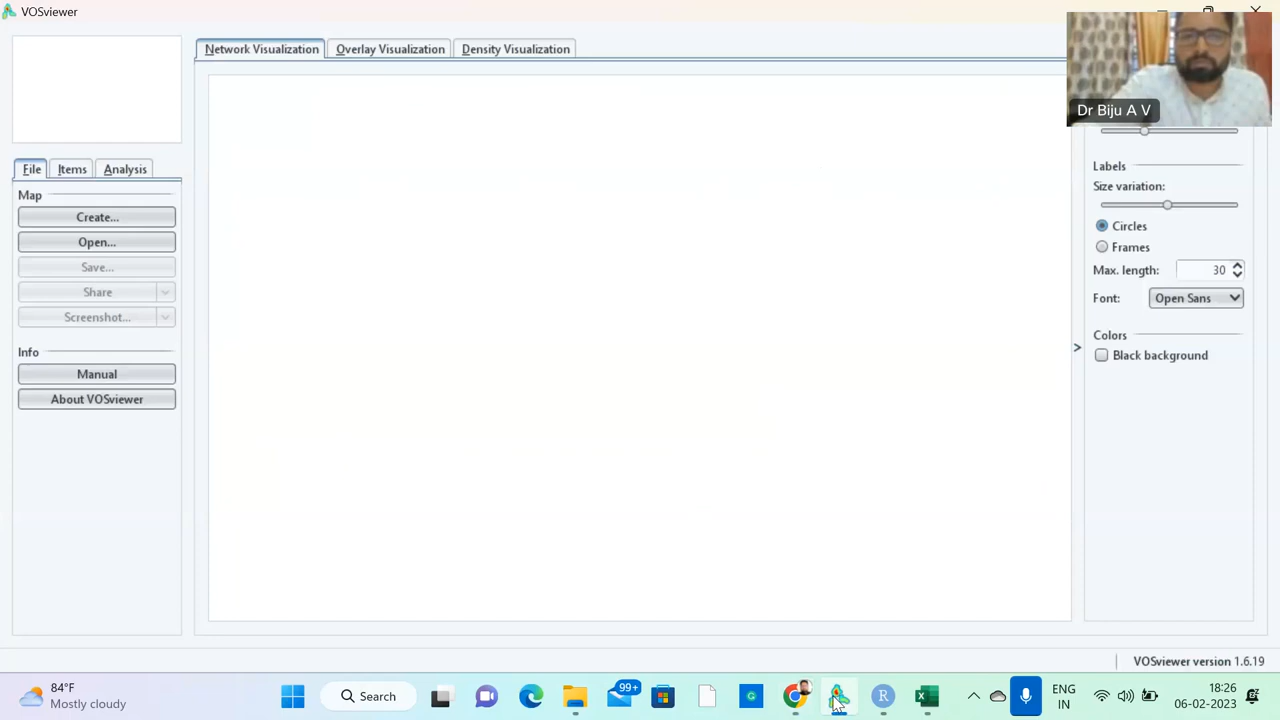 VOSviewer
Network Visualization
Overlay Visualization
Density Visualization
Dr Biju A V
File
Items
Analysis
Map
Create...
Open...
Save...
Share
Screenshot...
Info
Manual
About VOSviewer
Labels
Size variation:
Circles
Frames
Max. length: 30
Font: Open Sans
Colors
Black background
>
VOSviewer version 1.6.19
84°F
Mostly cloudy
Search
99+
G
R
ENG
IN
18:26
06-02-2023